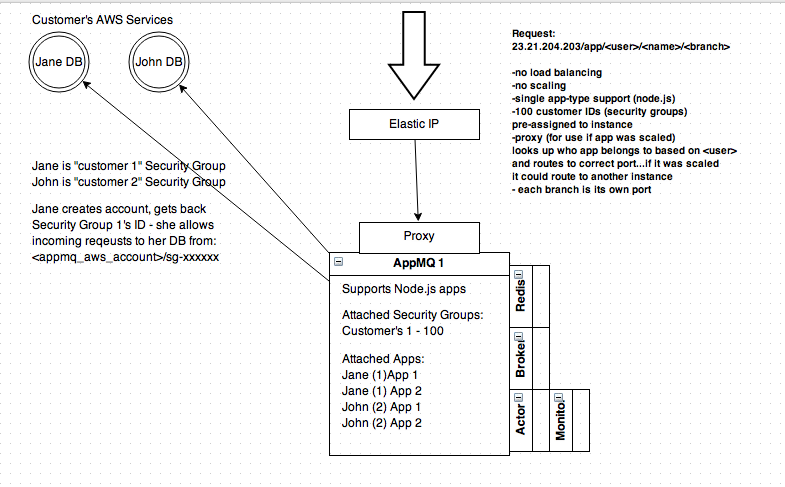 Customer's AWS Services
Jane DB
John DB
Request:
23.21.204.203/app/<user>/<name>/<branch>
-no load balancing
-no scaling
-single app-type support (node.js)
-100 customer IDs (security groups)
pre-assigned to instance
-proxy (for use if app was scaled)
looks up who app belongs to based on <user>
and routes to correct port...if it was scaled
it could route to another instance
- each branch is its own port
Elastic IP
Jane is "customer 1" Security Group
John is "customer 2" Security Group
Jane creates account, gets back
Security Group 1's ID - she allows
incoming reqeusts to her DB from:
<appmq_aws_account>/sg-xxxxxx
Proxy
AppMQ 1
Supports Node.js apps
Attached Security Groups:
Customer's 1 - 100
Attached Apps:
Jane (1)App 1
Jane (1) App 2
John (2) App 1
John (2) App 2
Redis
Broker
Actor
Monito